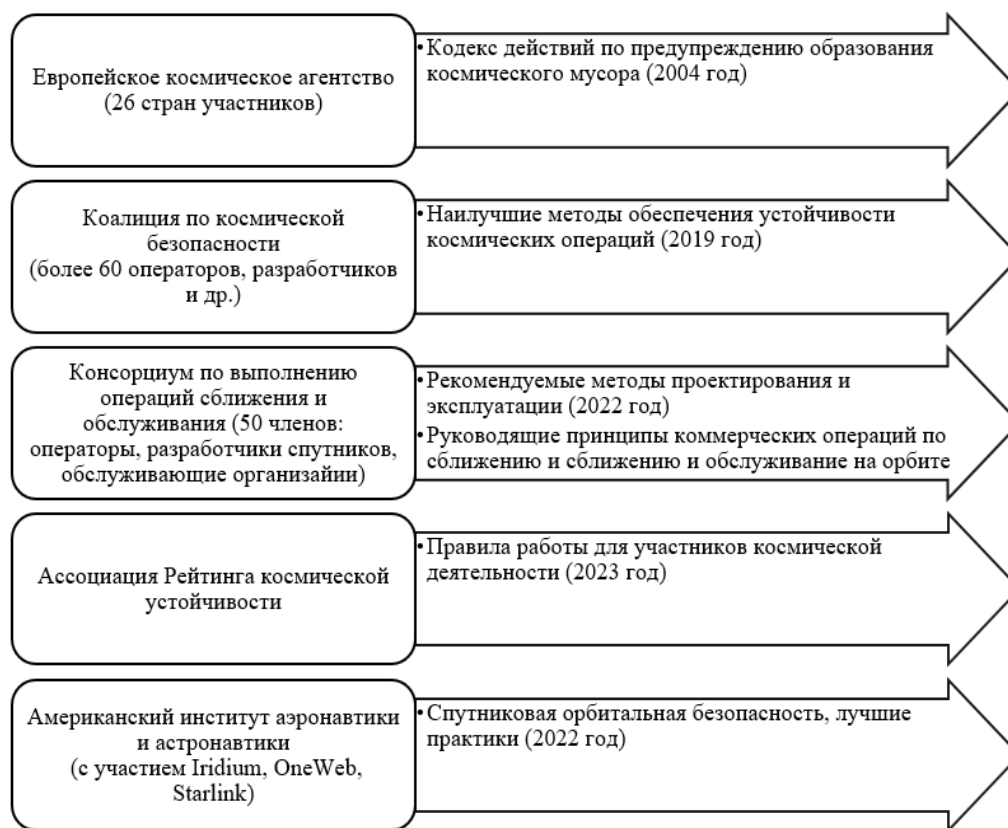 Европейское космическое агентство
(26 стран участников)
• Кодекс действий по предупреждению образования
космического мусора (2004 год)
Коалиция по космической
безопасности
(более 60 операторов, разработчиков
и др.)
• Наилучшие методы обеспечения устойчивости
космических операций (2019 год)
Консорциум по выполнению
операций сближения и
обслуживания (50 членов:
операторы, разработчики спутников,
обслуживающие организайии)
• Рекомендуемые методы проектирования и
эксплуатации (2022 год)
• Руководящие принципы коммерческих операций по
сближению и сближению и обслуживание на орбите
Ассоциация Рейтинга космической
устойчивости
• Правила работы для участников космической
деятельности (2023 год)
Американский институт аэронавтики
и астронавтики
(с участием Iridium, OneWeb,
Starlink)
• Спутниковая орбитальная безопасность, лучшие
практики (2022 год)